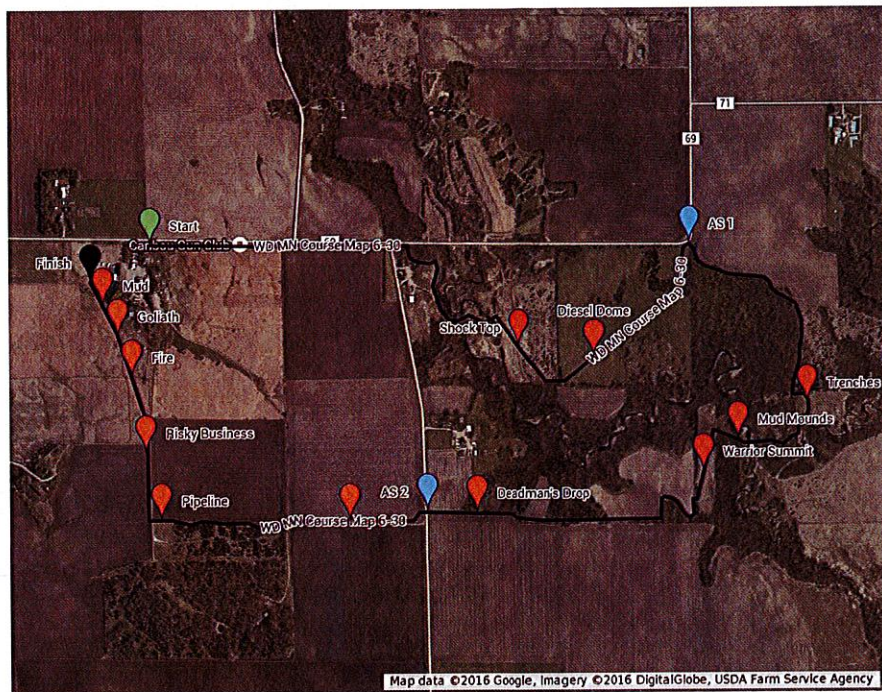 71
69
Start
AS 1
Caribou Gun Club
WD MN Course Map 6-30
Finish
Mud
Goliath
Shock Top
Diesel Dome
WD MN Course Map 6-30
Fire
Trenches
Mud Mounds
Risky Business
Warrior Summit
AS 2
Deadman's Drop
Pipeline
WD MN Course Map 6-30
Map data ©2016 Google, Imagery ©2016 DigitalGlobe, USDA Farm Service Agency